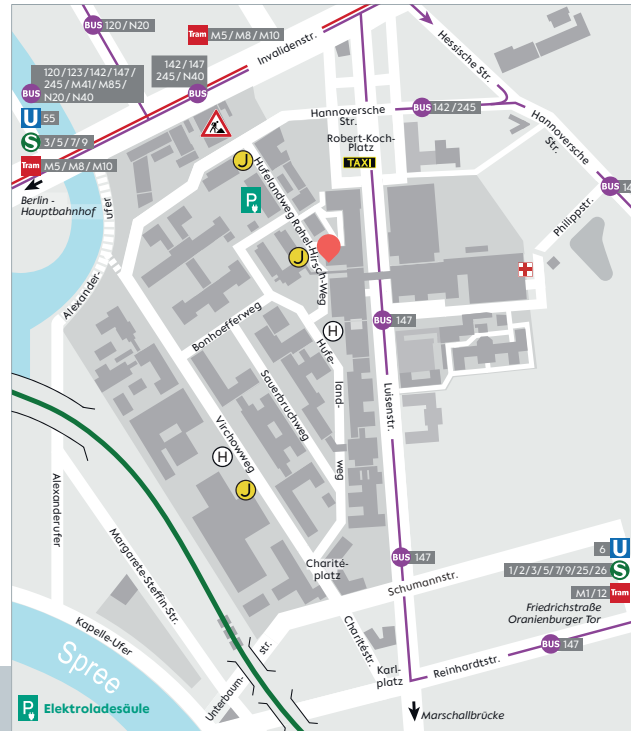 BUS 120 / N20
Tram M5 / M8 / M10
Invalidenstr.
Hessische Str.
120 / 123 / 142 / 147 /
245 / M41 / M85 /
N20 / N40
BUS
142 / 147
245 / N40
BUS
U 55
S 3 / 5 / 7 / 9
Tram M5 / M8 / M10
Berlin -
Hauptbahnhof
Hannoversche
Str.
BUS 142 / 245
Robert-Koch-
Platz
TAXI
Hannoversche
Str.
BUS
Philippstr.
J
P
Hufelandweg
Rahel-Hirsch-Weg
J
Alexander-
ufer
Bonhoefferweg
H
BUS 147
Hufe-
land-
weg
Sauerbruchweg
Luisenstr.
Virchowweg
H
J
Alexanderufer
Margarete-Steffin-Str.
Charité-
platz
BUS 147
Schumannstr.
6 U
1 / 2 / 3 / 5 / 7 / 9 / 25 / 26 S
M1 / 12 Tram
Friedrichstraße
Oranienburger Tor
BUS 147
Kapelle-Ufer
Spree
Unterbaum-
str.
Charitéstr.
Karl-
platz
Reinhardtstr.
Marschallbrücke
P Elektroladesäule